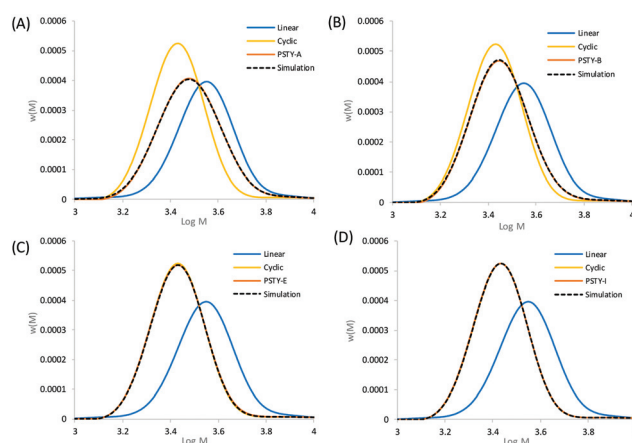 (A)
0.0006
0.0005
0.0004
0.0003
0.0002
0.0001
0
w(M)
3
3.2
3.4
3.6
3.8
4
Log M
Linear
Cyclic
PSTY-A
Simulation
(B)
0.0006
0.0005
0.0004
0.0003
0.0002
0.0001
0
w(M)
3
3.2
3.4
3.6
3.8
4
Log M
Linear
Cyclic
PSTY-B
Simulation
(C)
0.0006
0.0005
0.0004
0.0003
0.0002
0.0001
0
w(M)
3
3.2
3.4
3.6
3.8
4
Log M
Linear
Cyclic
PSTY-E
Simulation
(D)
0.0006
0.0005
0.0004
0.0003
0.0002
0.0001
0
w(M)
3
3.2
3.4
3.6
3.8
4
Log M
Linear
Cyclic
PSTY-I
Simulation